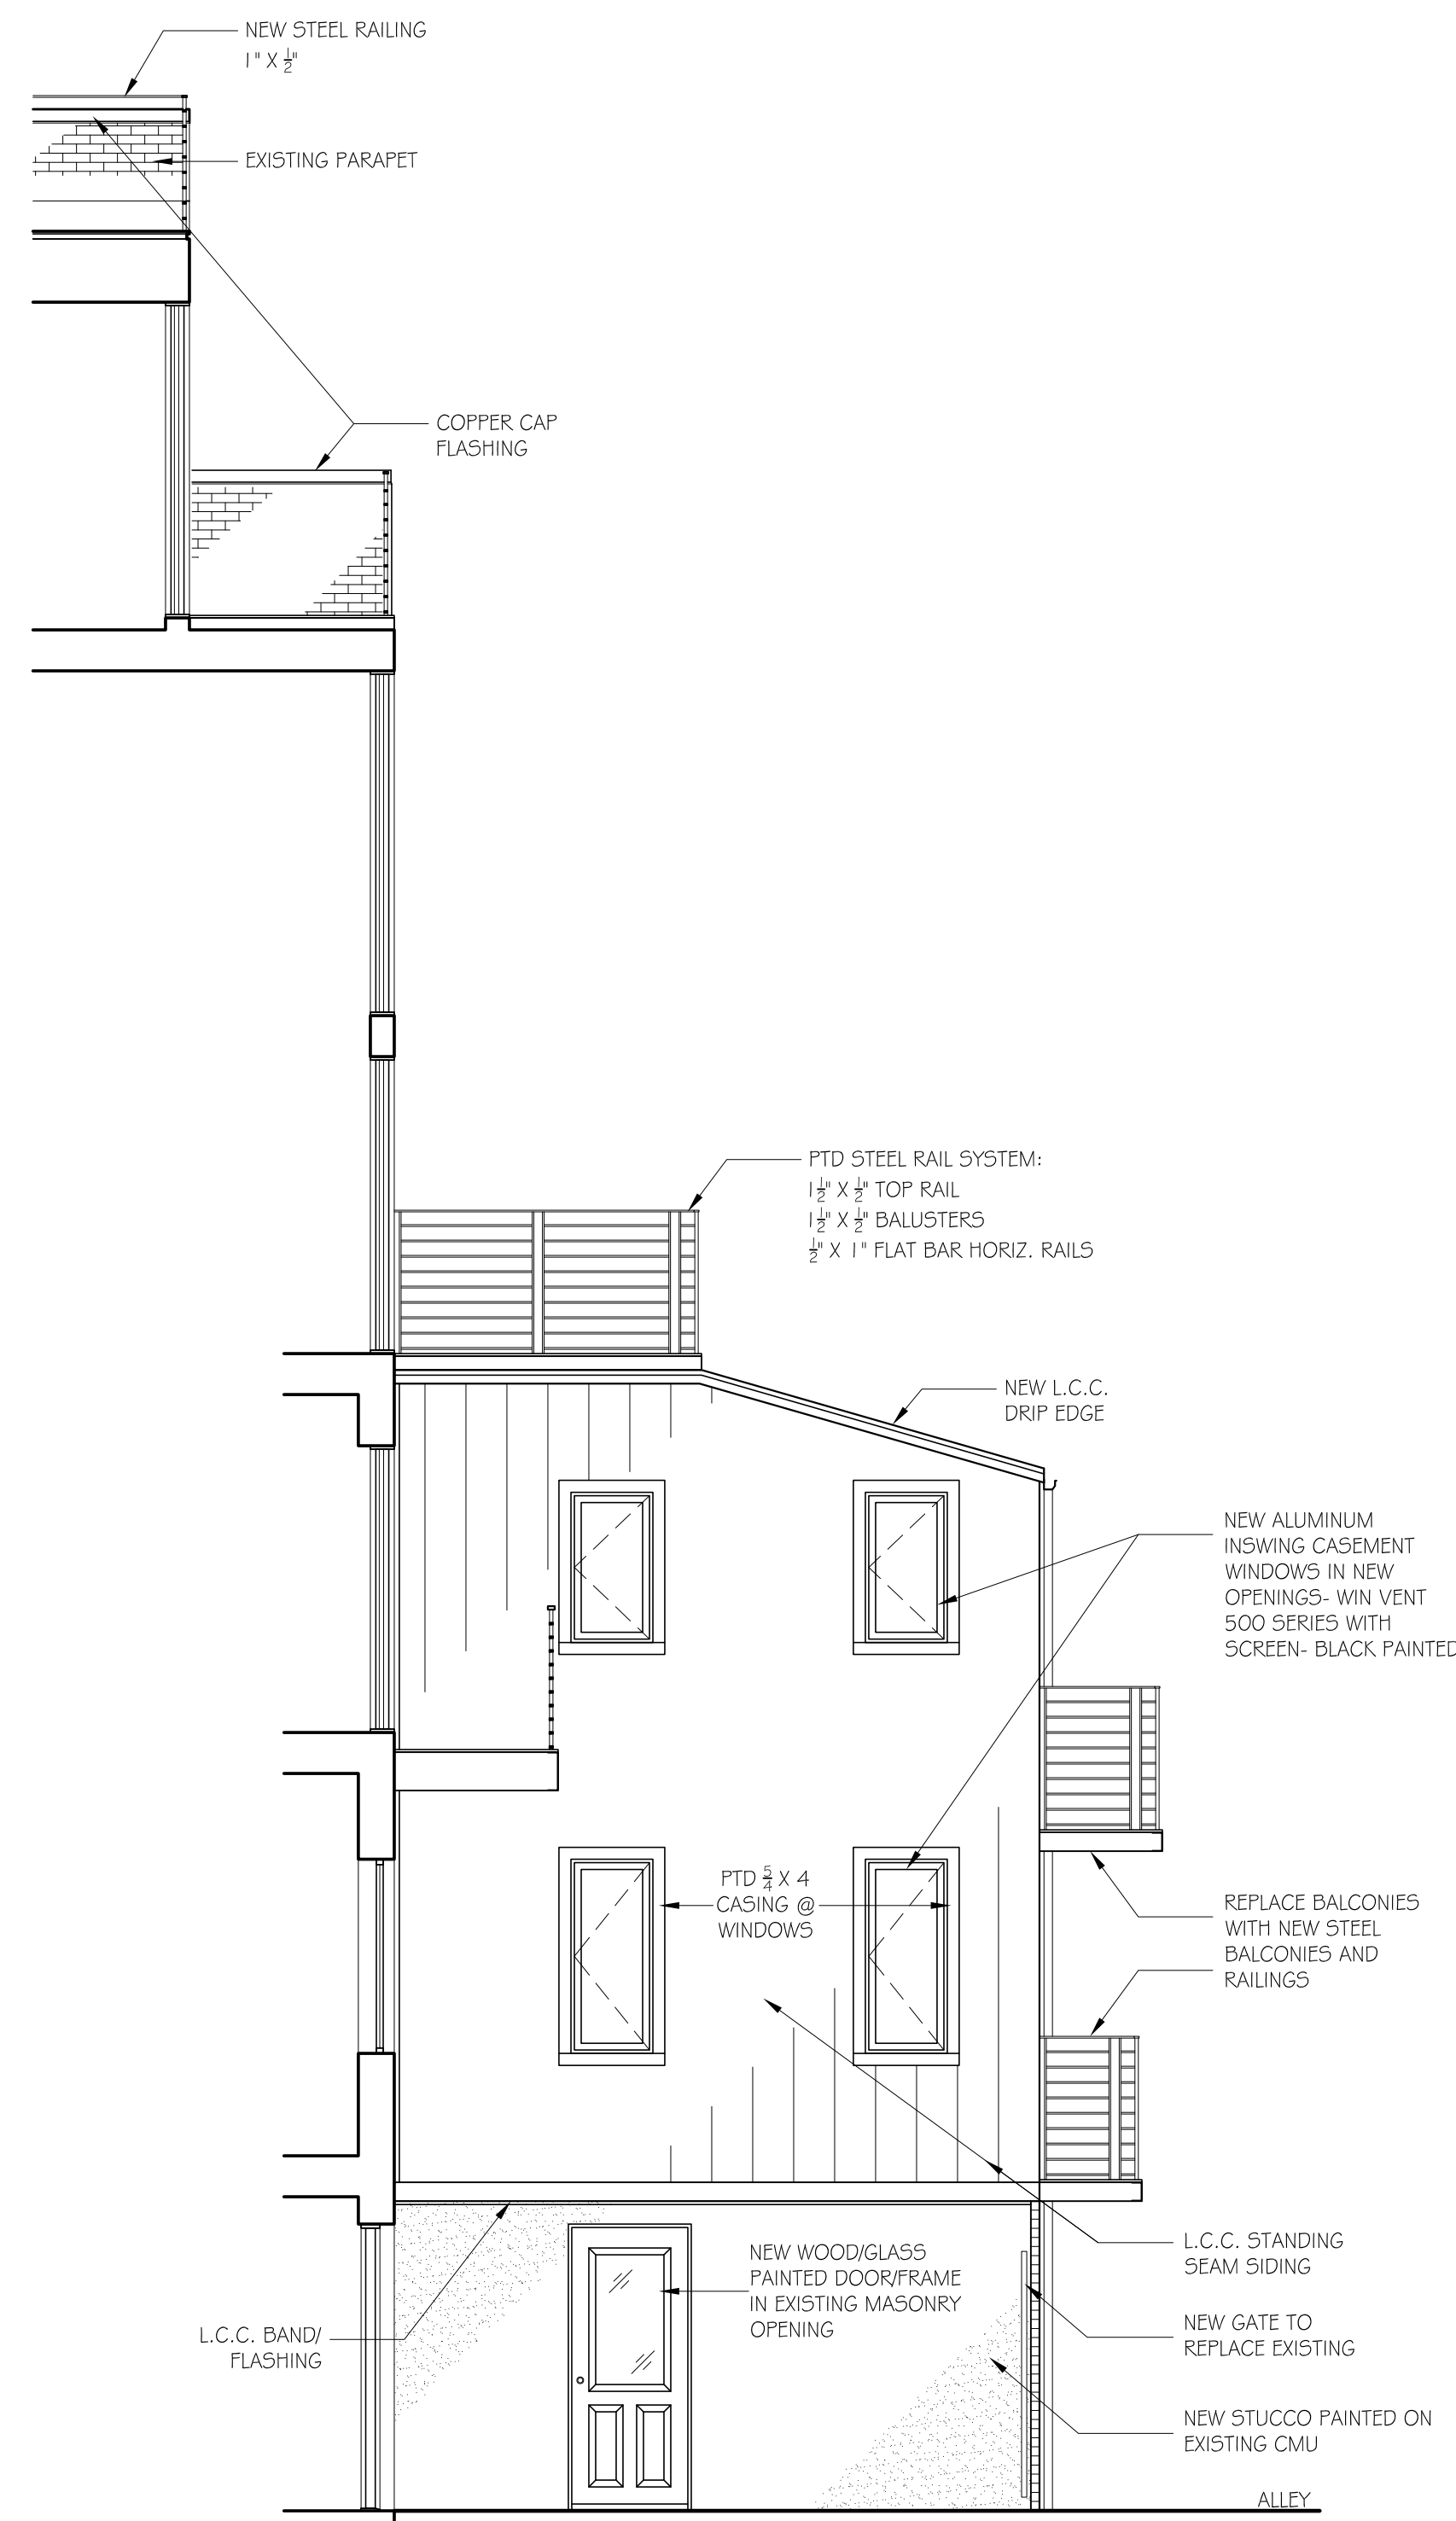 NEW STEEL RAILING
1" X 1/2"
EXISTING PARAPET
COPPER CAP
FLASHING
PTD STEEL RAIL SYSTEM:
1 1/2" X 1/2" TOP RAIL
1 1/2" X 1/2" BALUSTERS
1/2" X 1" FLAT BAR HORIZ. RAILS
NEW L.C.C.
DRIP EDGE
NEW ALUMINUM
INSWING CASEMENT
WINDOWS IN NEW
OPENINGS- WIN VENT
500 SERIES WITH
SCREEN- BLACK PAINTED
PTD 5/4 X 4
CASING @
WINDOWS
REPLACE BALCONIES
WITH NEW STEEL
BALCONIES AND
RAILINGS
L.C.C. STANDING
SEAM SIDING
NEW WOOD/GLASS
PAINTED DOOR/FRAME
IN EXISTING MASONRY
OPENING
L.C.C. BAND/
FLASHING
NEW GATE TO
REPLACE EXISTING
NEW STUCCO PAINTED ON
EXISTING CMU
ALLEY